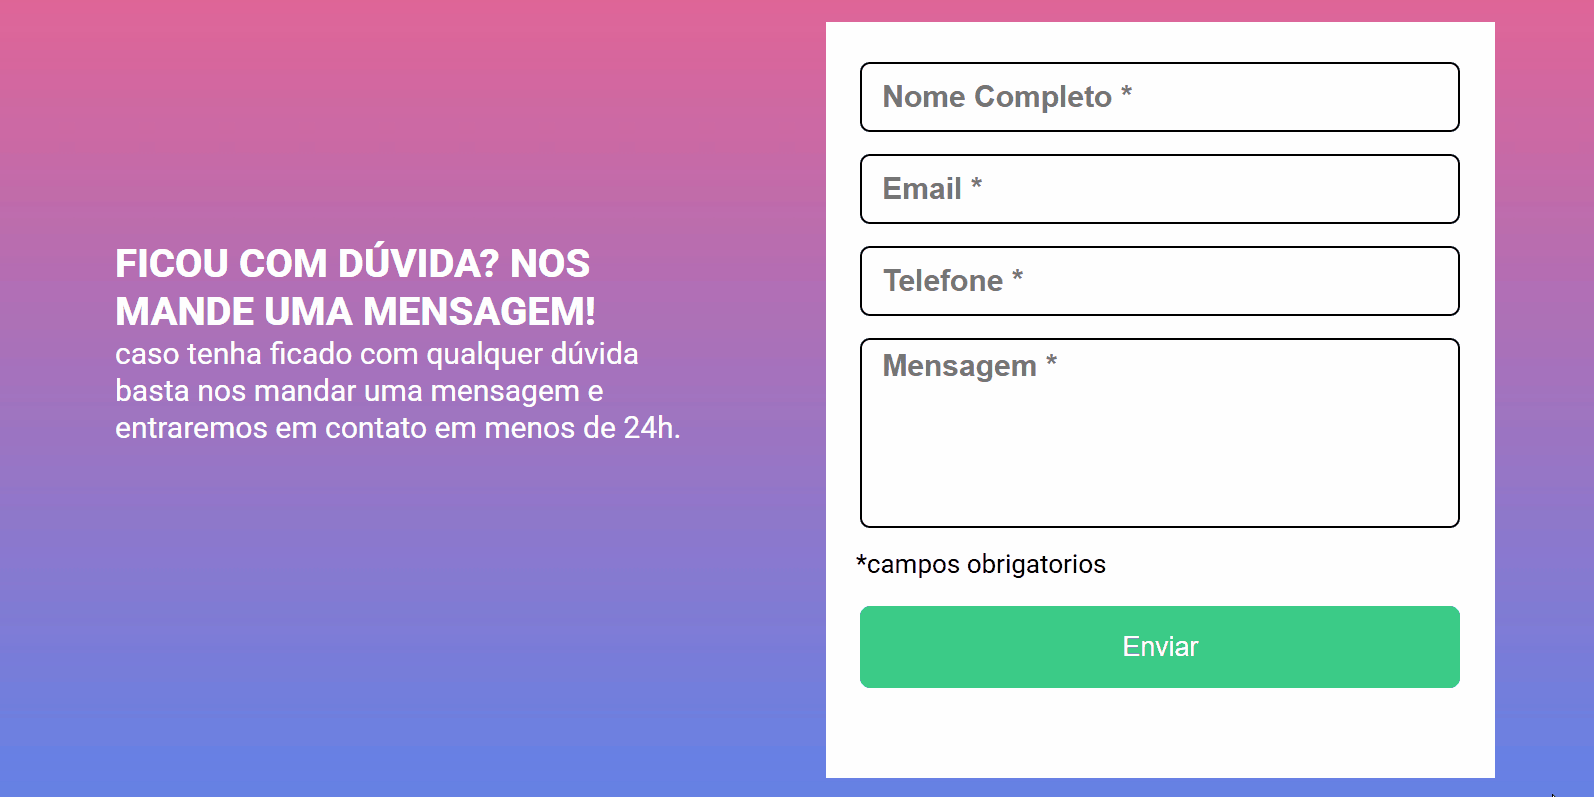 FICOU COM DÚVIDA? NOS
MANDE UMA MENSAGEM!
caso tenha ficado com qualquer dúvida
basta nos mandar uma mensagem e
entraremos em contato em menos de 24h.
Nome Completo *
Email *
Telefone *
Mensagem *
*campos obrigatorios
Enviar